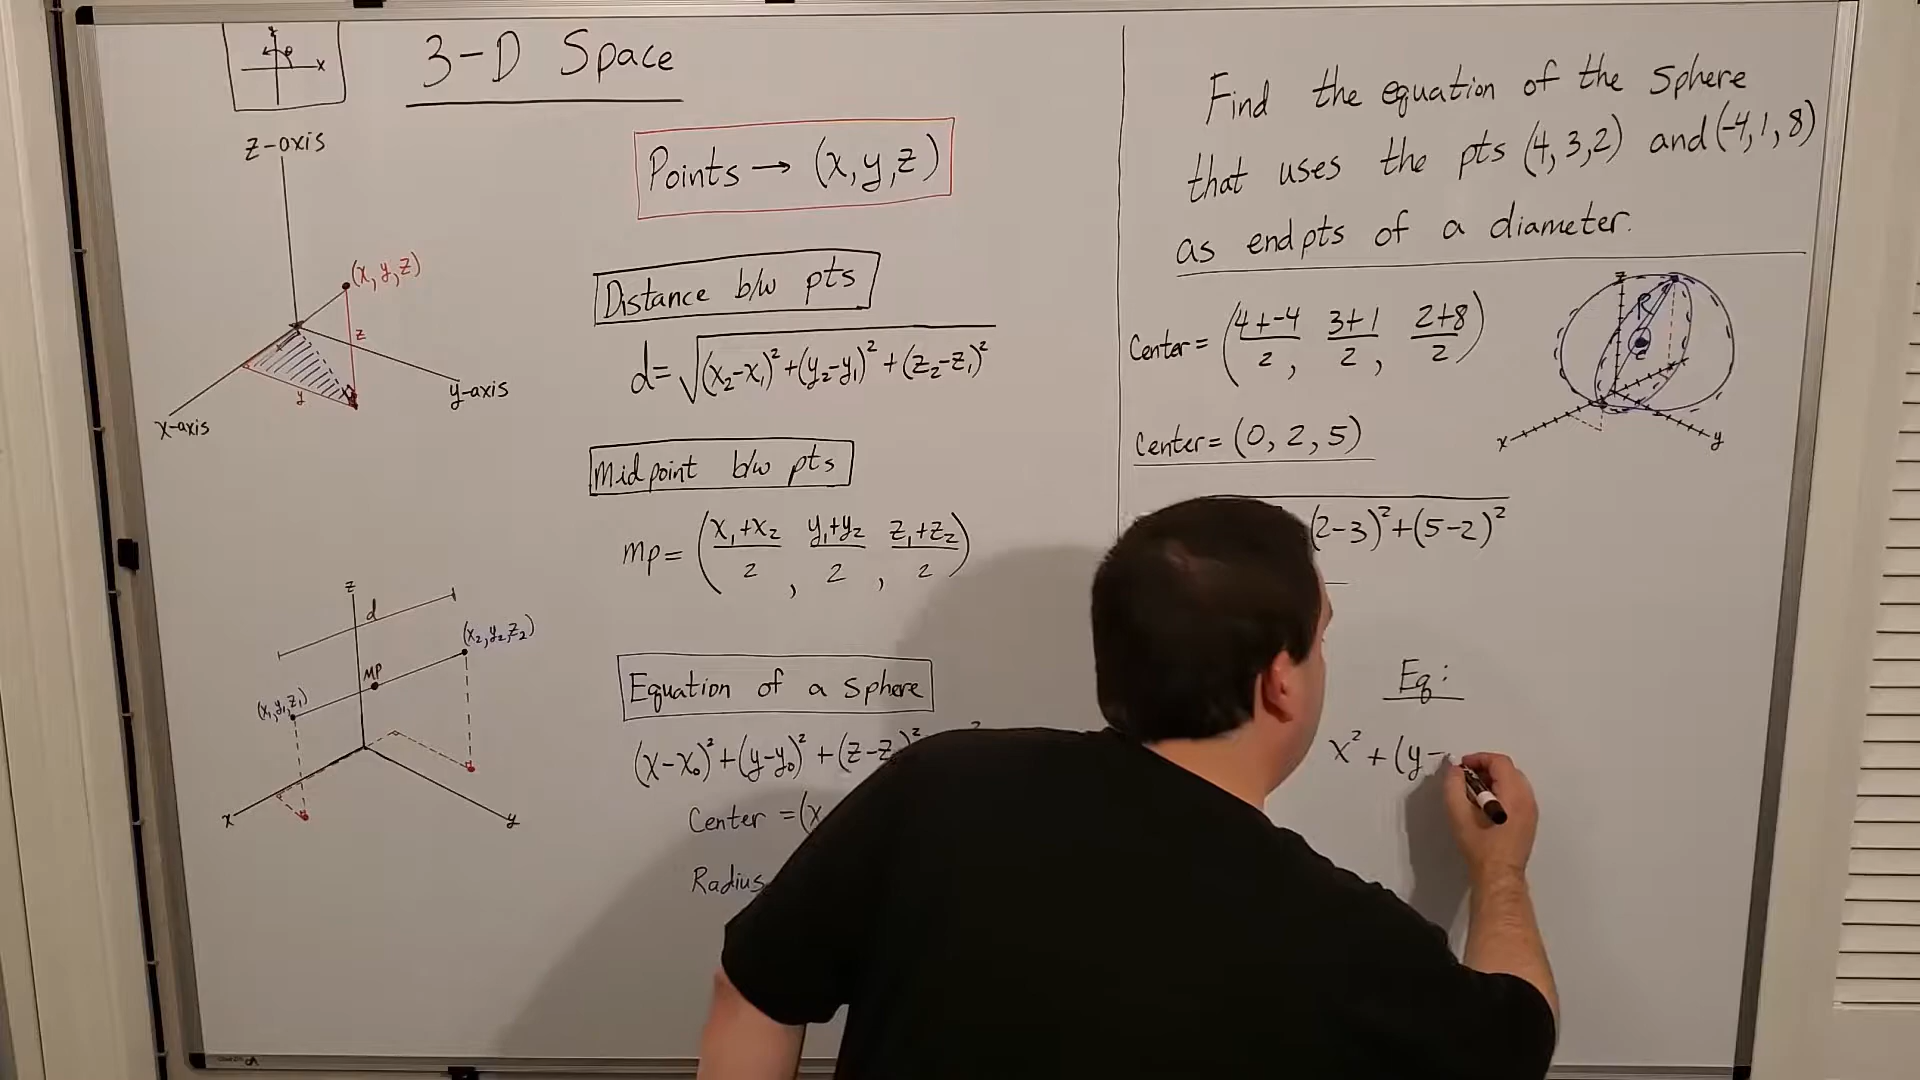 3-D Space
x
z-axis
Points → (x,y,z)
(x,y,z)
z
y
y-axis
x-axis
Distance b/w pts
d=√(x₂-x₁)²+(y₂-y₁)²+(z₂-z₁)²
Midpoint b/w pts
mp=(x₁+x₂/2, y₁+y₂/2, z₁+z₂/2)
z
d
(x₂,y₂,z₂)
MP
(x₁,y₁,z₁)
x
y
Equation of a sphere
(x-x₀)²+(y-y₀)²+(z-z
Center =(x
Radius
Find the equation of the sphere
that uses the pts (4,3,2) and (-4,1,8)
as endpts of a diameter.
Center=(4+-4/2, 3+1/2, 2+8/2)
z
R
c
x
y
Center=(0,2,5)
(2-3)²+(5-2)²
Eq:
x²+(y-